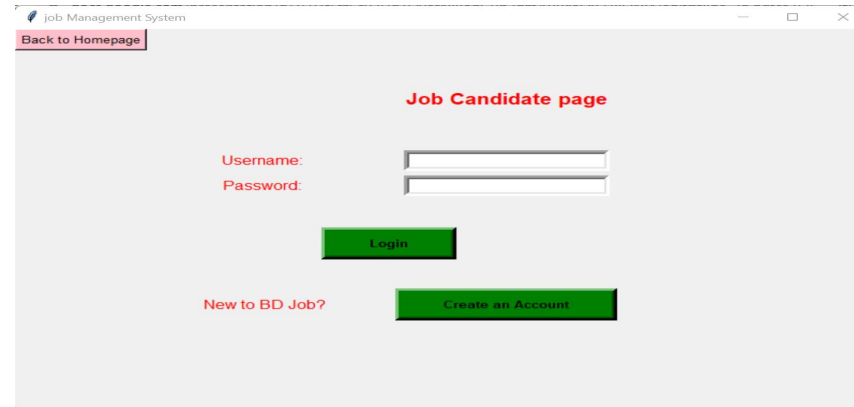 job Management System
Back to Homepage
Job Candidate page
Username:
Password:
Login
New to BD Job? Create an Account